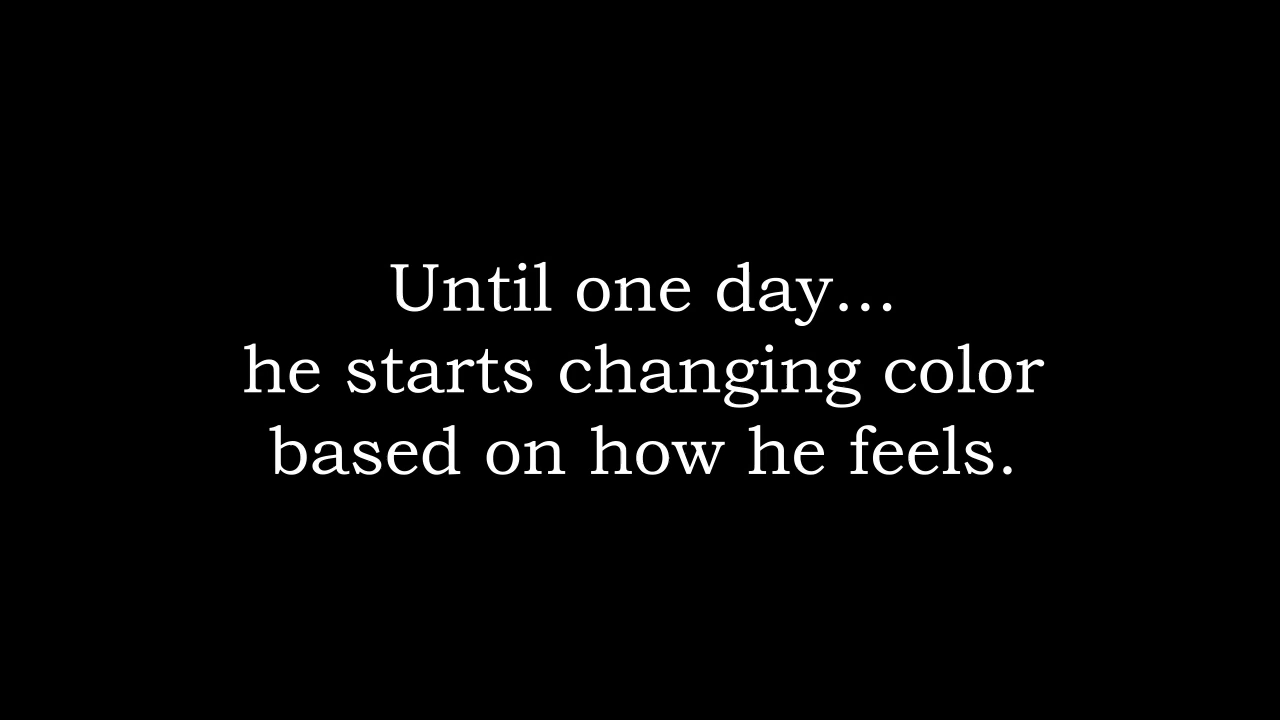 Until one day...
he starts changing color
based on how he feels.